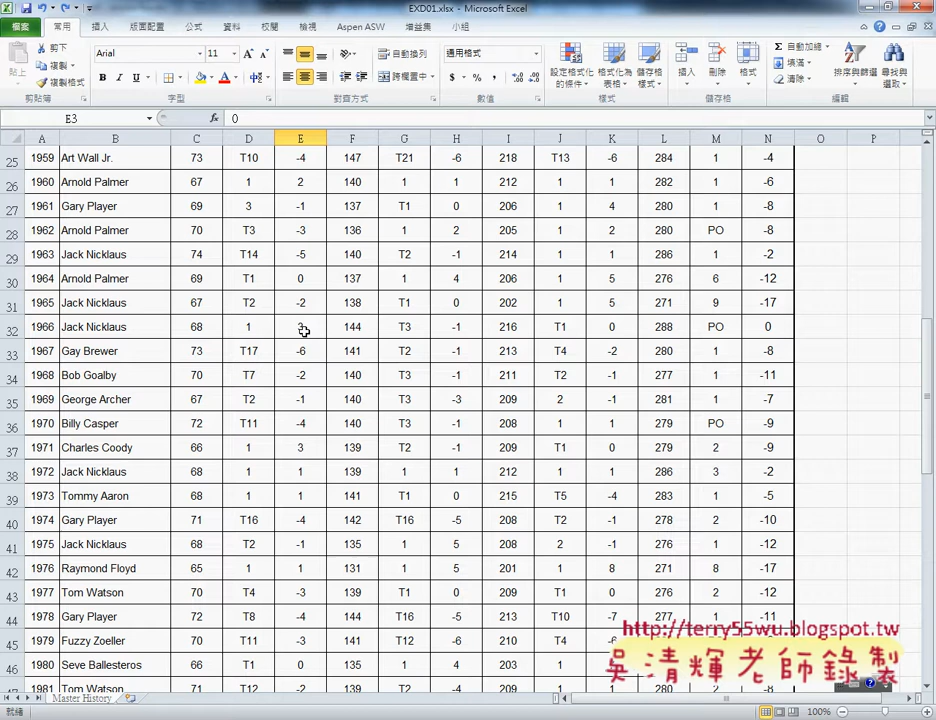 EXD01.xlsx - Microsoft Excel
檔案 常用 插入 版面配置 公式 資料 校閱 檢視 Aspen ASW 增益集 小組
貼上 剪下 複製 複製格式 剪貼簿
Arial 11 B I U 字型
自動換列 跨欄置中 對齊方式
通用格式 $ % , 數值
設定格式化的條件 格式化為表格 儲存格樣式 樣式
插入 刪除 格式 儲存格
Σ 自動加總 填滿 清除 排序與篩選 尋找與選取 編輯
E3 fx 0
A B C D E F G H I J K L M N O P
25 1959 Art Wall Jr. 73 T10 -4 147 T21 -6 218 T13 -6 284 1 -4
26 1960 Arnold Palmer 67 1 2 140 1 1 212 1 1 282 1 -6
27 1961 Gary Player 69 3 -1 137 T1 0 206 1 4 280 1 -8
28 1962 Arnold Palmer 70 T3 -3 136 1 2 205 1 2 280 PO -8
29 1963 Jack Nicklaus 74 T14 -5 140 T2 -1 214 1 1 286 1 -2
30 1964 Arnold Palmer 69 T1 0 137 1 4 206 1 5 276 6 -12
31 1965 Jack Nicklaus 67 T2 -2 138 T1 0 202 1 5 271 9 -17
32 1966 Jack Nicklaus 68 1 3 144 T3 -1 216 T1 0 288 PO 0
33 1967 Gay Brewer 73 T17 -6 141 T2 -1 213 T4 -2 280 1 -8
34 1968 Bob Goalby 70 T7 -2 140 T3 -1 211 T2 -1 277 1 -11
35 1969 George Archer 67 T2 -1 140 T3 -3 209 2 -1 281 1 -7
36 1970 Billy Casper 72 T11 -4 140 T3 -1 208 1 1 279 PO -9
37 1971 Charles Coody 66 1 3 139 T2 -1 209 T1 0 279 2 -9
38 1972 Jack Nicklaus 68 1 1 139 1 1 212 1 1 286 3 -2
39 1973 Tommy Aaron 68 1 1 141 T1 0 215 T5 -4 283 1 -5
40 1974 Gary Player 71 T16 -4 142 T16 -5 208 T2 -1 278 2 -10
41 1975 Jack Nicklaus 68 T2 -1 135 1 5 208 2 -1 276 1 -12
42 1976 Raymond Floyd 65 1 1 131 1 5 201 1 8 271 8 -17
43 1977 Tom Watson 70 T4 -3 139 T1 0 209 T1 0 276 2 -12
44 1978 Gary Player 72 T8 -4 144 T16 -5 213 T10 -7 277 1 -11
45 1979 Fuzzy Zoeller 70 T11 -3 141 T12 -6 210 T4
46 1980 Seve Ballesteros 66 T1 0 135 1 4 203 1
1981 Tom Watson 71 T12 -2 139 1 1 209 1 1 280 2 -8
http://terry55wu.blogspot.tw
吳清輝老師錄製
Master History
就緒 100%